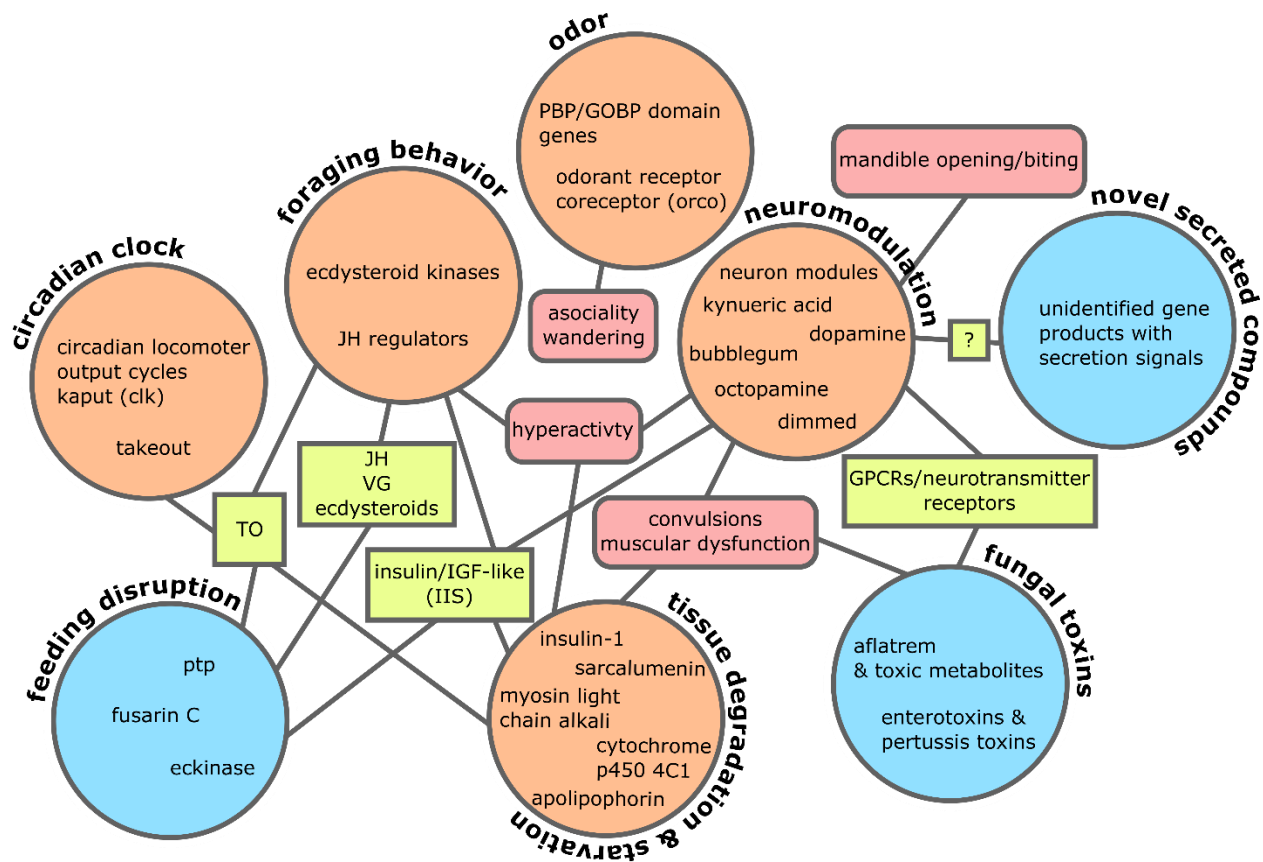 odor
PBP/GOBP domain
genes
odorant receptor
coreceptor (orco)
foraging behavior
ecdysteroid kinases
JH regulators
circadian clock
circadian locomoter
output cycles
kaput (clk)
takeout
asociality
wandering
mandible opening/biting
neuromodulation
neuron modules
kynueric acid
dopamine
bubblegum
octopamine
dimmed
?
novel secreted compounds
unidentified gene
products with
secretion signals
hyperactivty
JH
VG
ecdysteroids
TO
insulin/IGF-like
(IIS)
convulsions
muscular dysfunction
GPCRs/neurotransmitter
receptors
feeding disruption
ptp
fusarin C
eckinase
tissue degradation & starvation
insulin-1
sarcalumenin
myosin light
chain alkali
cytochrome
p450 4C1
apolipophorin
fungal toxins
aflatrem
& toxic metabolites
enterotoxins &
pertussis toxins